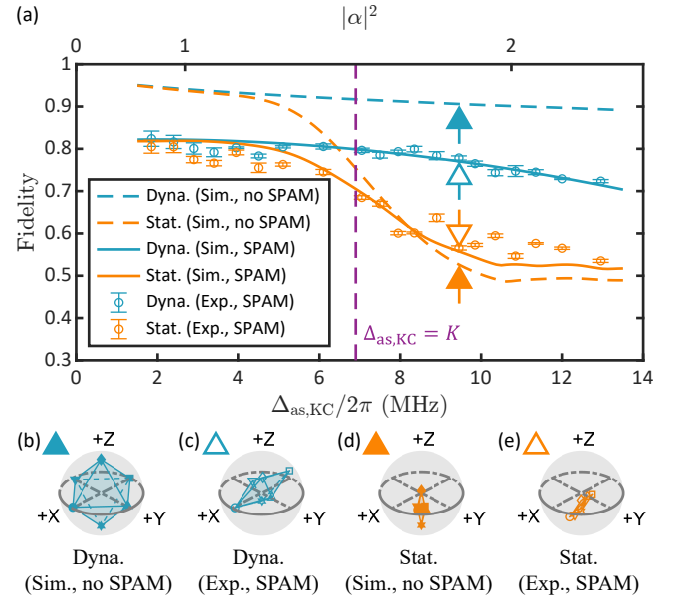 (a)
|α|²
0 1 2
Fidelity
1
0.9
0.8
0.7
0.6
0.5
0.4
0.3
Dyna. (Sim., no SPAM)
Stat. (Sim., no SPAM)
Dyna. (Sim., SPAM)
Stat. (Sim., SPAM)
Dyna. (Exp., SPAM)
Stat. (Exp., SPAM)
Δas,KC = K
0 2 4 6 8 10 12 14
Δas,KC/2π (MHz)
(b) +Z (c) +Z (d) +Z (e) +Z
+X +Y +X +Y +X +Y +X +Y
Dyna. Dyna. Stat. Stat.
(Sim., no SPAM) (Exp., SPAM) (Sim., no SPAM) (Exp., SPAM)